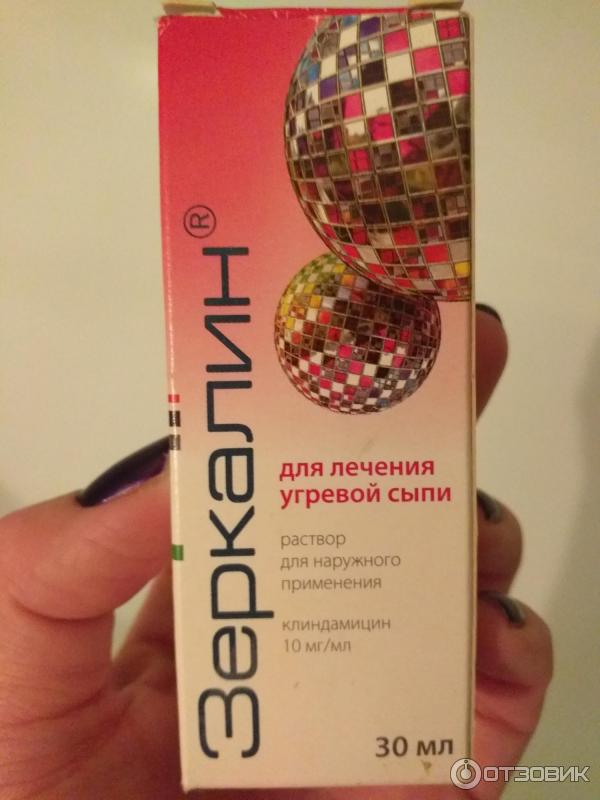 Зеркалин®
для лечения
угревой сыпи
раствор
для наружного
применения
клиндамицин
10 мг/мл
30 мл
ОТЗОВИК